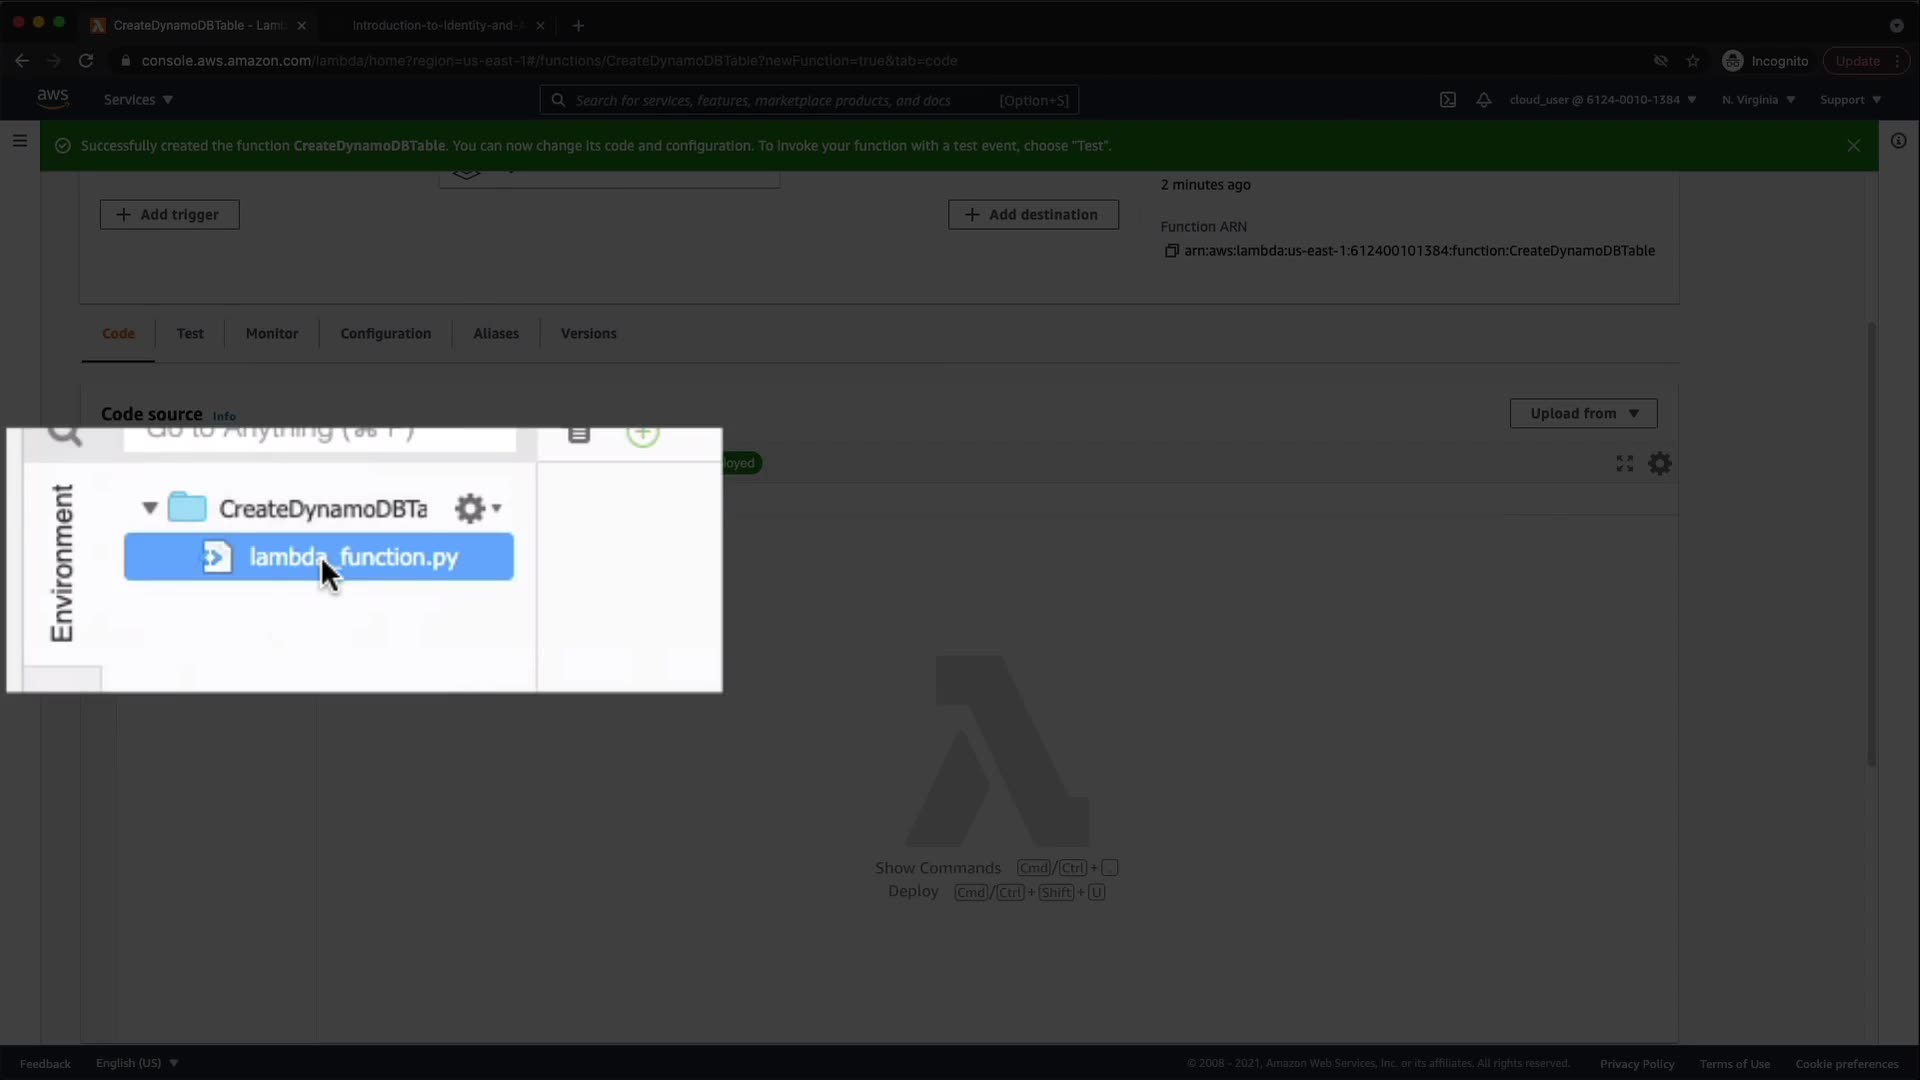 CreateDynamoDBTable - Lam
Introduction-to-Identity-and-
console.aws.amazon.com/lambda/home?region=us-east-1#/functions/CreateDynamoDBTable?newFunction=true&tab=code
Incognito
Update
aws
Services
Search for services, features, marketplace products, and docs [Option+S]
cloud_user @ 6124-0010-1384
N. Virginia
Support
Successfully created the function CreateDynamoDBTable. You can now change its code and configuration. To invoke your function with a test event, choose "Test".
2 minutes ago
+ Add trigger
+ Add destination
Function ARN
arn:aws:lambda:us-east-1:612400101384:function:CreateDynamoDBTable
Code Test Monitor Configuration Aliases Versions
Code source Info
Upload from
Go to Anything (⌘ P)
loyed
Environment
CreateDynamoDBTa
lambda_function.py
Show Commands Cmd/Ctrl +
Deploy Cmd/Ctrl + Shift + U
Feedback English (US)
© 2008 - 2021, Amazon Web Services, Inc. or its affiliates. All rights reserved. Privacy Policy Terms of Use Cookie preferences